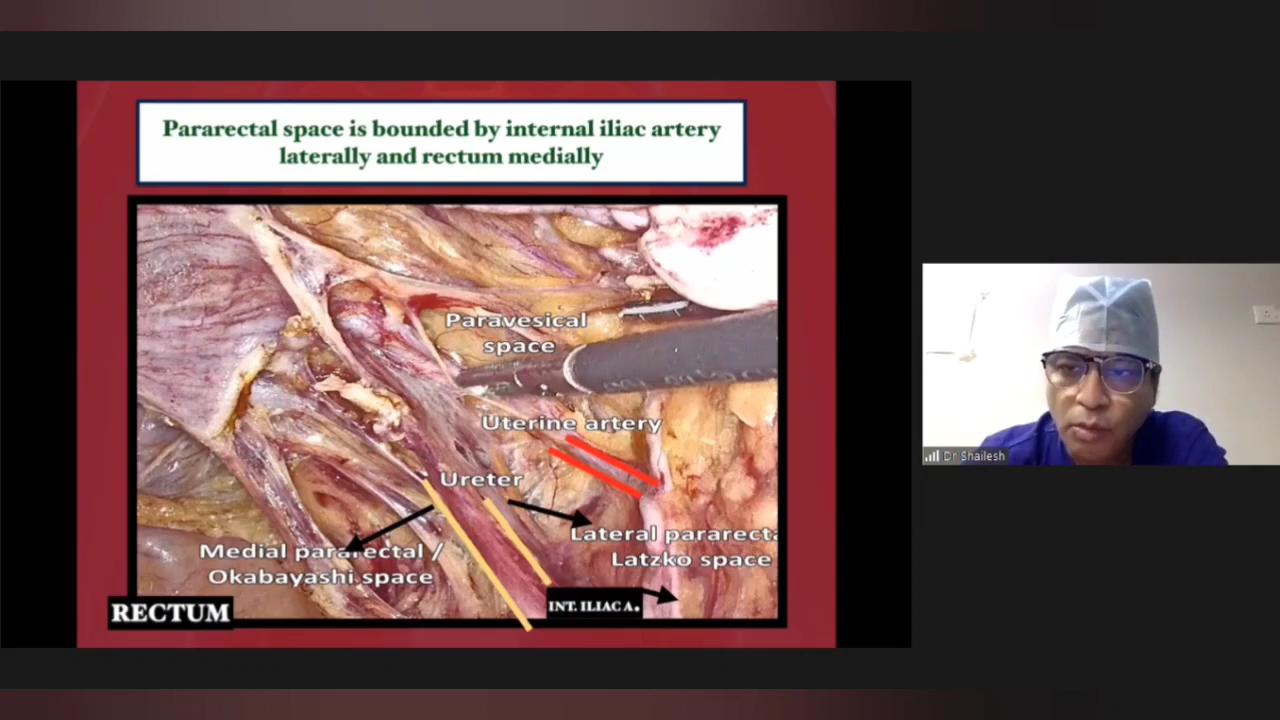 Pararectal space is bounded by internal iliac artery
laterally and rectum medially
Paravesical
space
Uterine artery
Ureter
Lateral pararecta
Latzko space
Medial pararectal /
Okabayashi space
INT. ILIAC A.
RECTUM
Dr Shailesh